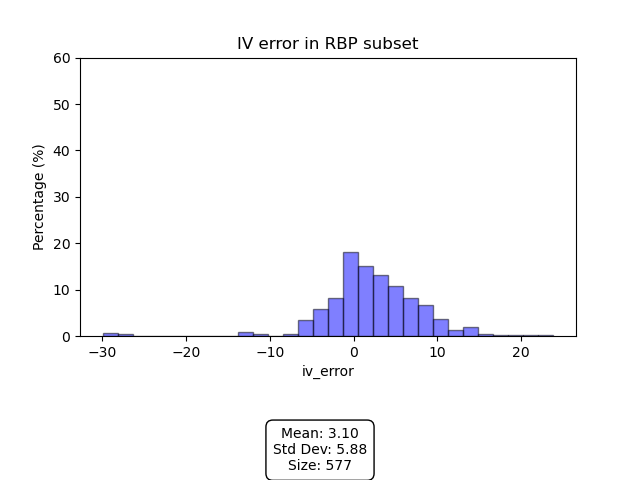 IV error in RBP subset
60
50
40
30
20
10
0
Percentage (%)
−30
−20
−10
0
10
20
iv_error
Mean: 3.10
Std Dev: 5.88
Size: 577